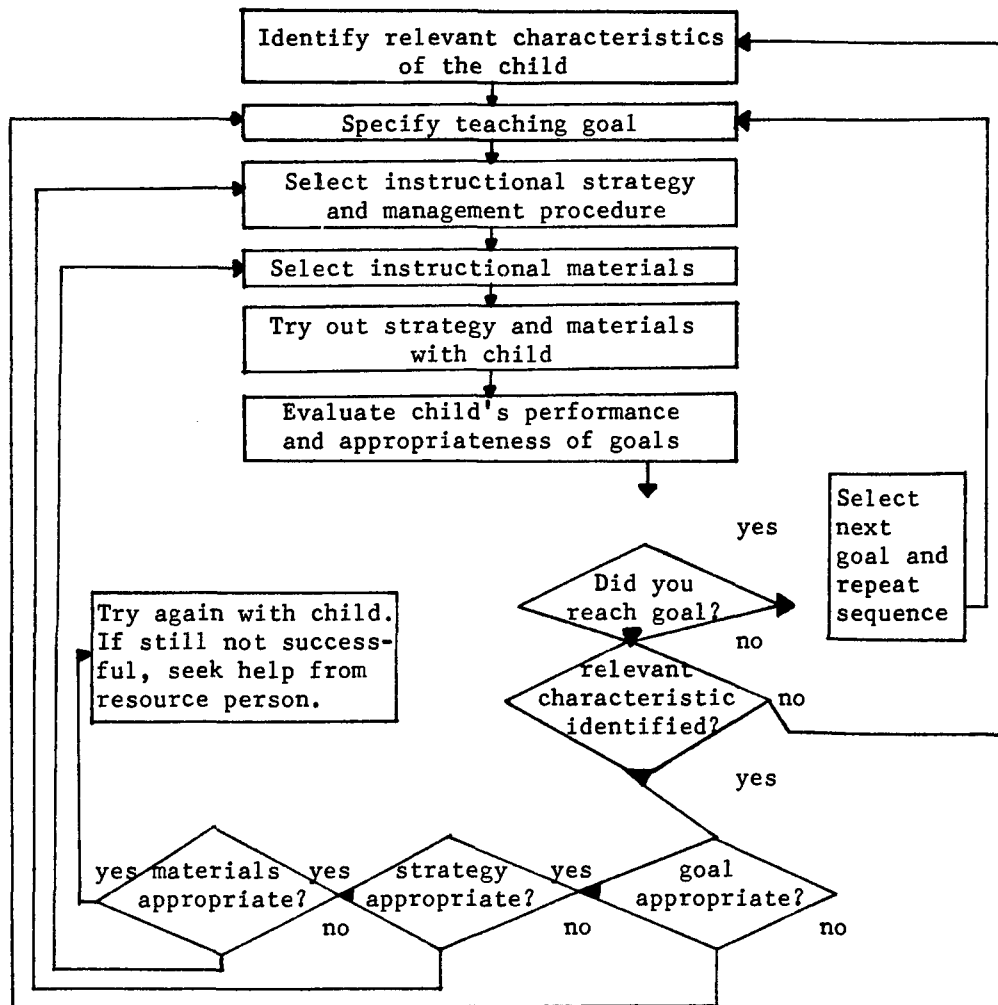 Identify relevant characteristics
of the child
Specify teaching goal
Select instructional strategy
and management procedure
Select instructional materials
Try out strategy and materials
with child
Evaluate child's performance
and appropriateness of goals
yes
Select
next
goal and
repeat
sequence
Did you
reach goal?
no
Try again with child.
If still not success-
ful, seek help from
resource person.
relevant
characteristic
identified?
no
yes
yes
materials
appropriate?
yes
no
strategy
appropriate?
yes
no
goal
appropriate?
no